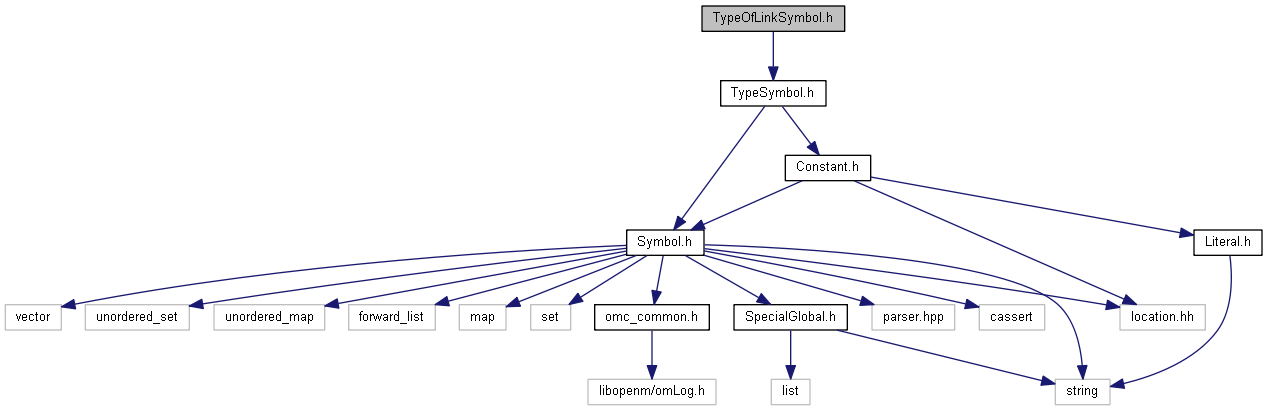 TypeOfLinkSymbol.h
TypeSymbol.h
Constant.h
Symbol.h
Literal.h
vector
unordered_set
unordered_map
forward_list
map
set
omc_common.h
SpecialGlobal.h
parser.hpp
cassert
location.hh
libopenm/omLog.h
list
string